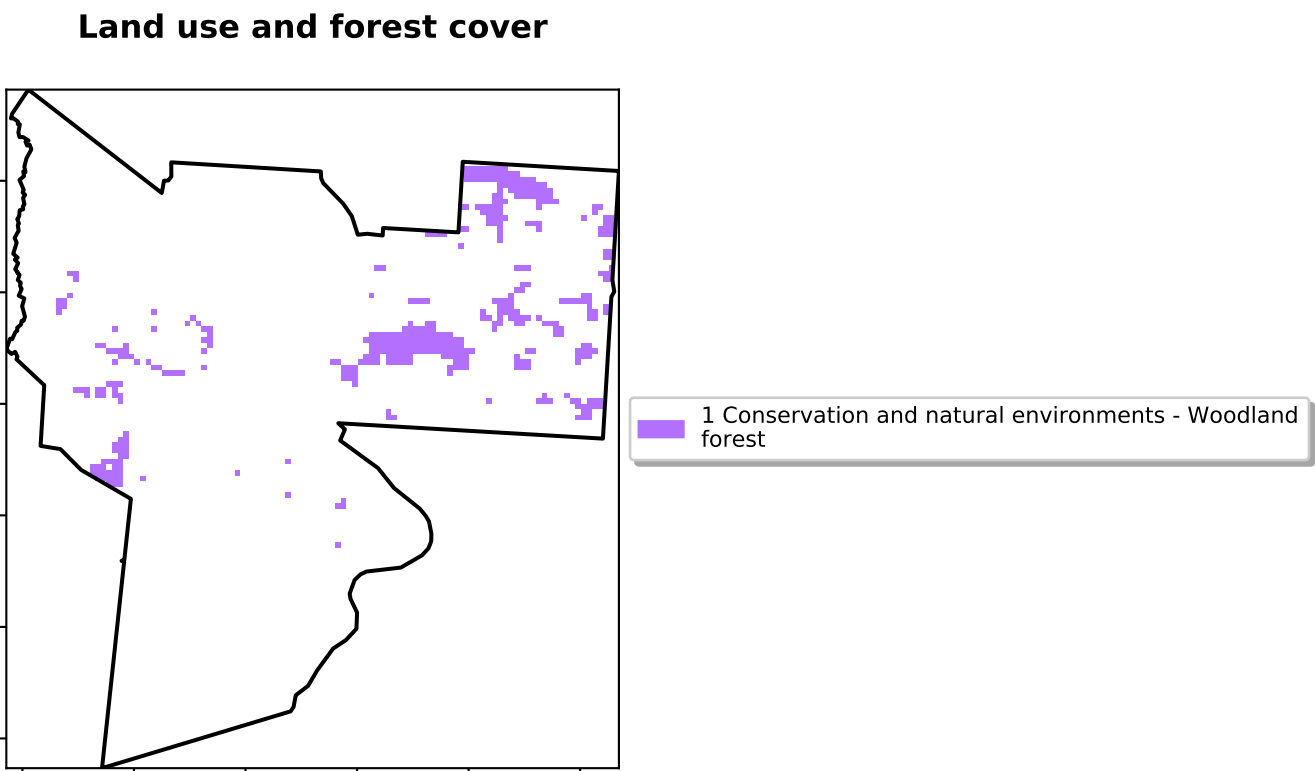 Land use and forest cover
1 Conservation and natural environments - Woodland
forest